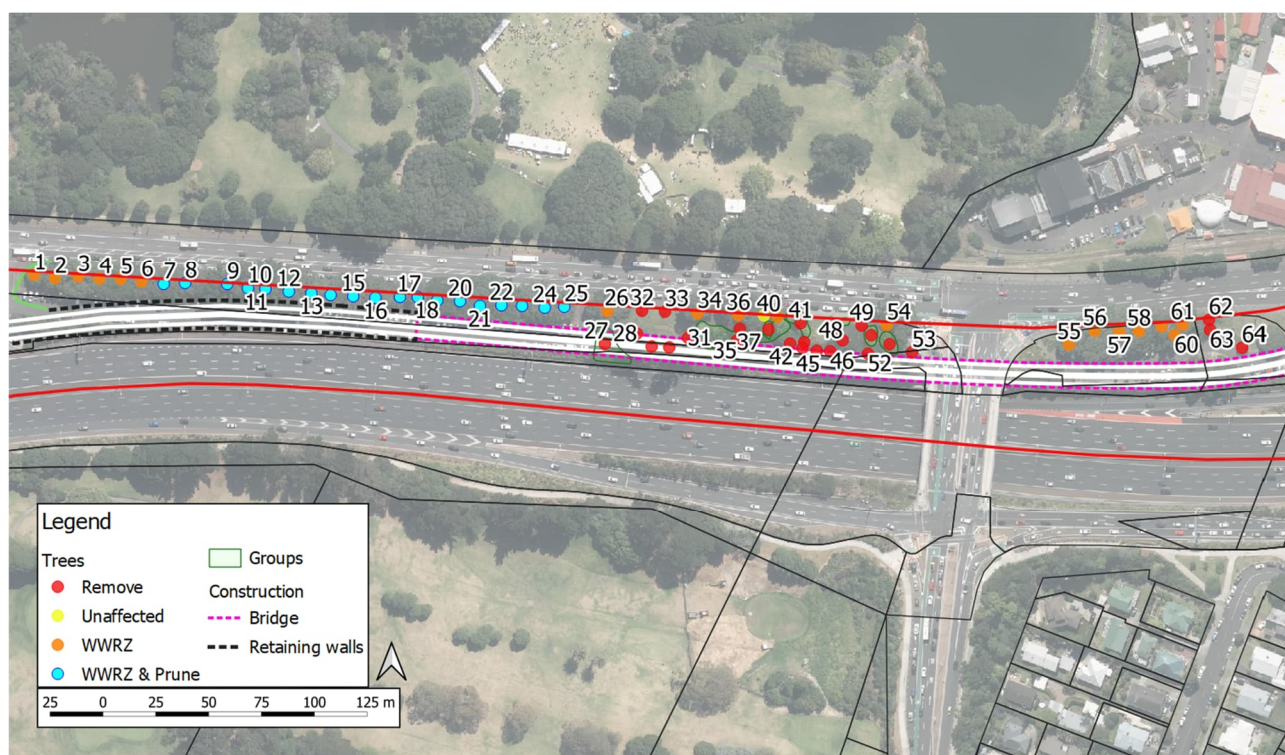 1 2 3 4 5 6 7 8 9 10 12 15 17 20 22 24 25 26 32 33 34 36 40 41 49 54 56 58 61 62
11 13 16 18 21 27 28 31 35 37 42 45 48 46 52 53 55 57 60 63 64
Legend
Trees
Remove
Unaffected
WWRZ
WWRZ & Prune
Groups
Construction
Bridge
Retaining walls
25 0 25 50 75 100 125 m